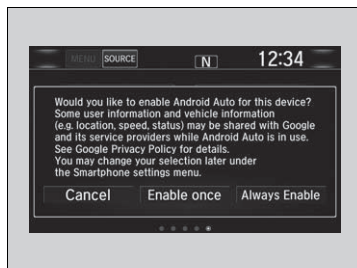 MENU SOURCE N 12:34
Would you like to enable Android Auto for this device?
Some user information and vehicle information
(e.g. location, speed, status) may be shared with Google
and its service providers while Android Auto is in use.
See Google Privacy Policy for details.
You may change your selection later under
the Smartphone settings menu.
Cancel Enable once Always Enable